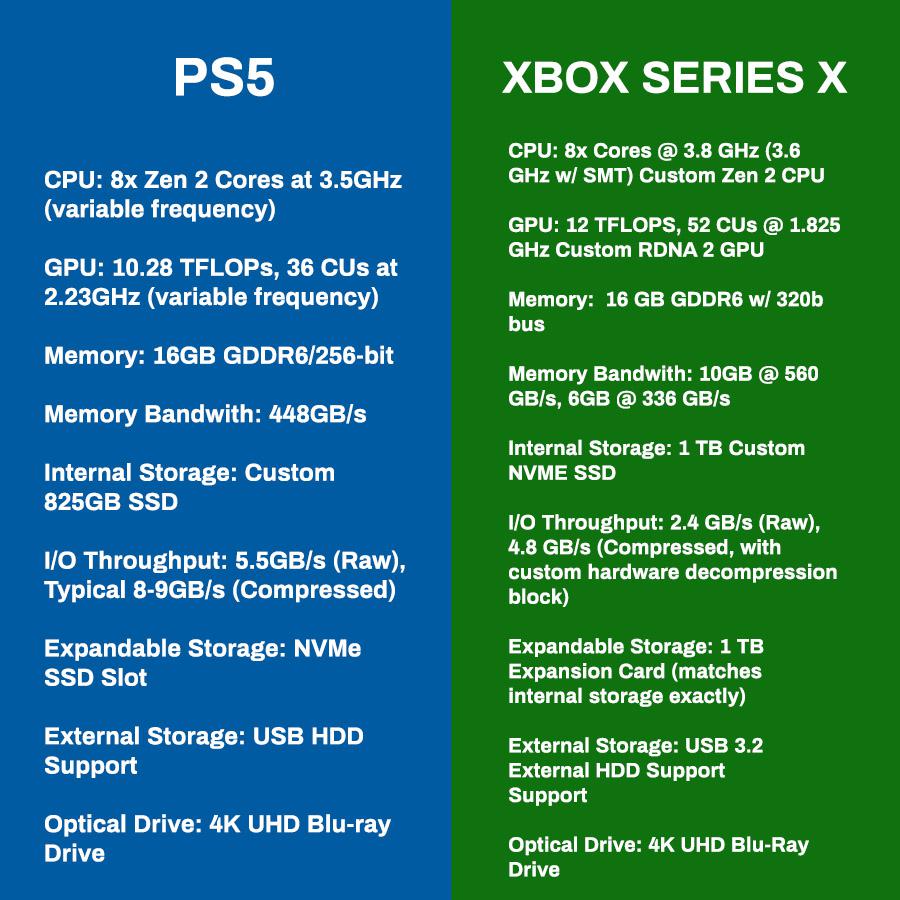 PS5
CPU: 8x Zen 2 Cores at 3.5GHz
(variable frequency)
GPU: 10.28 TFLOPs, 36 CUs at
2.23GHz (variable frequency)
Memory: 16GB GDDR6/256-bit
Memory Bandwith: 448GB/s
Internal Storage: Custom
825GB SSD
I/O Throughput: 5.5GB/s (Raw),
Typical 8-9GB/s (Compressed)
Expandable Storage: NVMe
SSD Slot
External Storage: USB HDD
Support
Optical Drive: 4K UHD Blu-ray
Drive
XBOX SERIES X
CPU: 8x Cores @ 3.8 GHz (3.6
GHz w/ SMT) Custom Zen 2 CPU
GPU: 12 TFLOPS, 52 CUs @ 1.825
GHz Custom RDNA 2 GPU
Memory:  16 GB GDDR6 w/ 320b
bus
Memory Bandwith: 10GB @ 560
GB/s, 6GB @ 336 GB/s
Internal Storage: 1 TB Custom
NVME SSD
I/O Throughput: 2.4 GB/s (Raw),
4.8 GB/s (Compressed, with
custom hardware decompression
block)
Expandable Storage: 1 TB
Expansion Card (matches
internal storage exactly)
External Storage: USB 3.2
External HDD Support
Support
Optical Drive: 4K UHD Blu-Ray
Drive